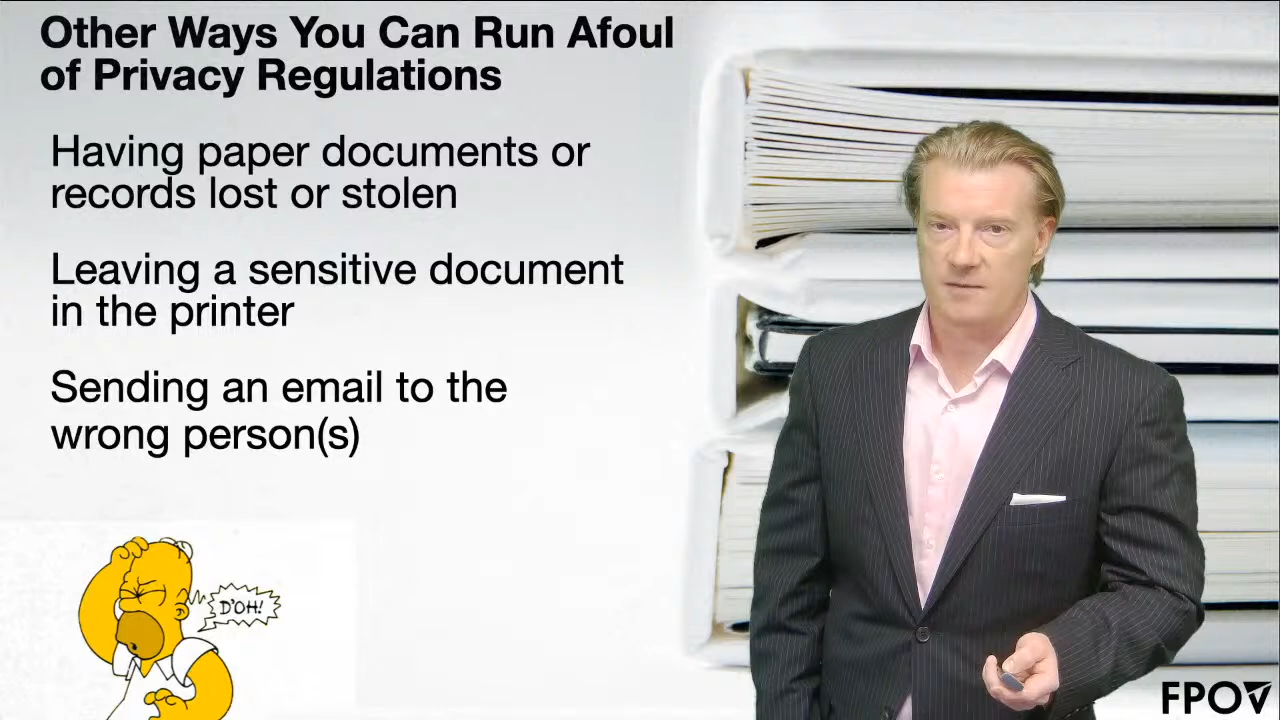 Other Ways You Can Run Afoul
of Privacy Regulations
Having paper documents or
records lost or stolen
Leaving a sensitive document
in the printer
Sending an email to the
wrong person(s)
D'OH!
FPOV